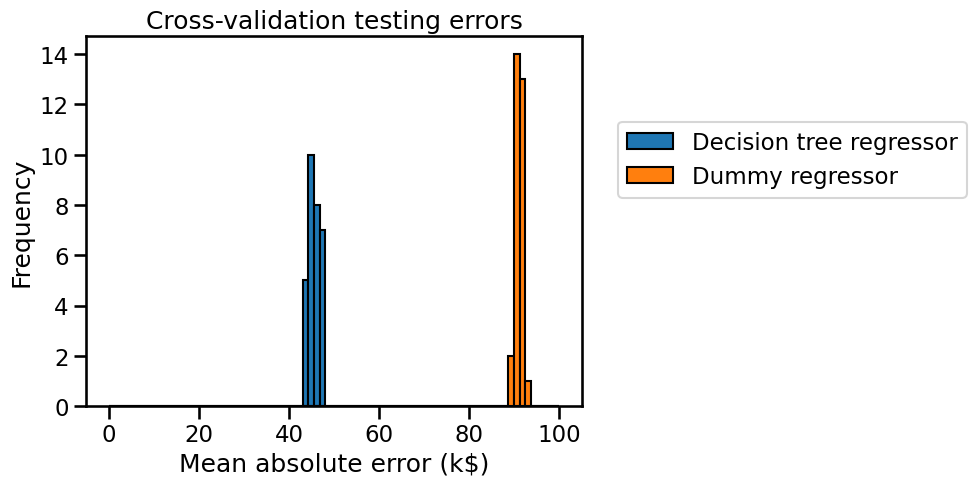 Cross-validation testing errors
Frequency
14
12
10
8
6
4
2
0
0 20 40 60 80 100
Mean absolute error (k$)
Decision tree regressor
Dummy regressor